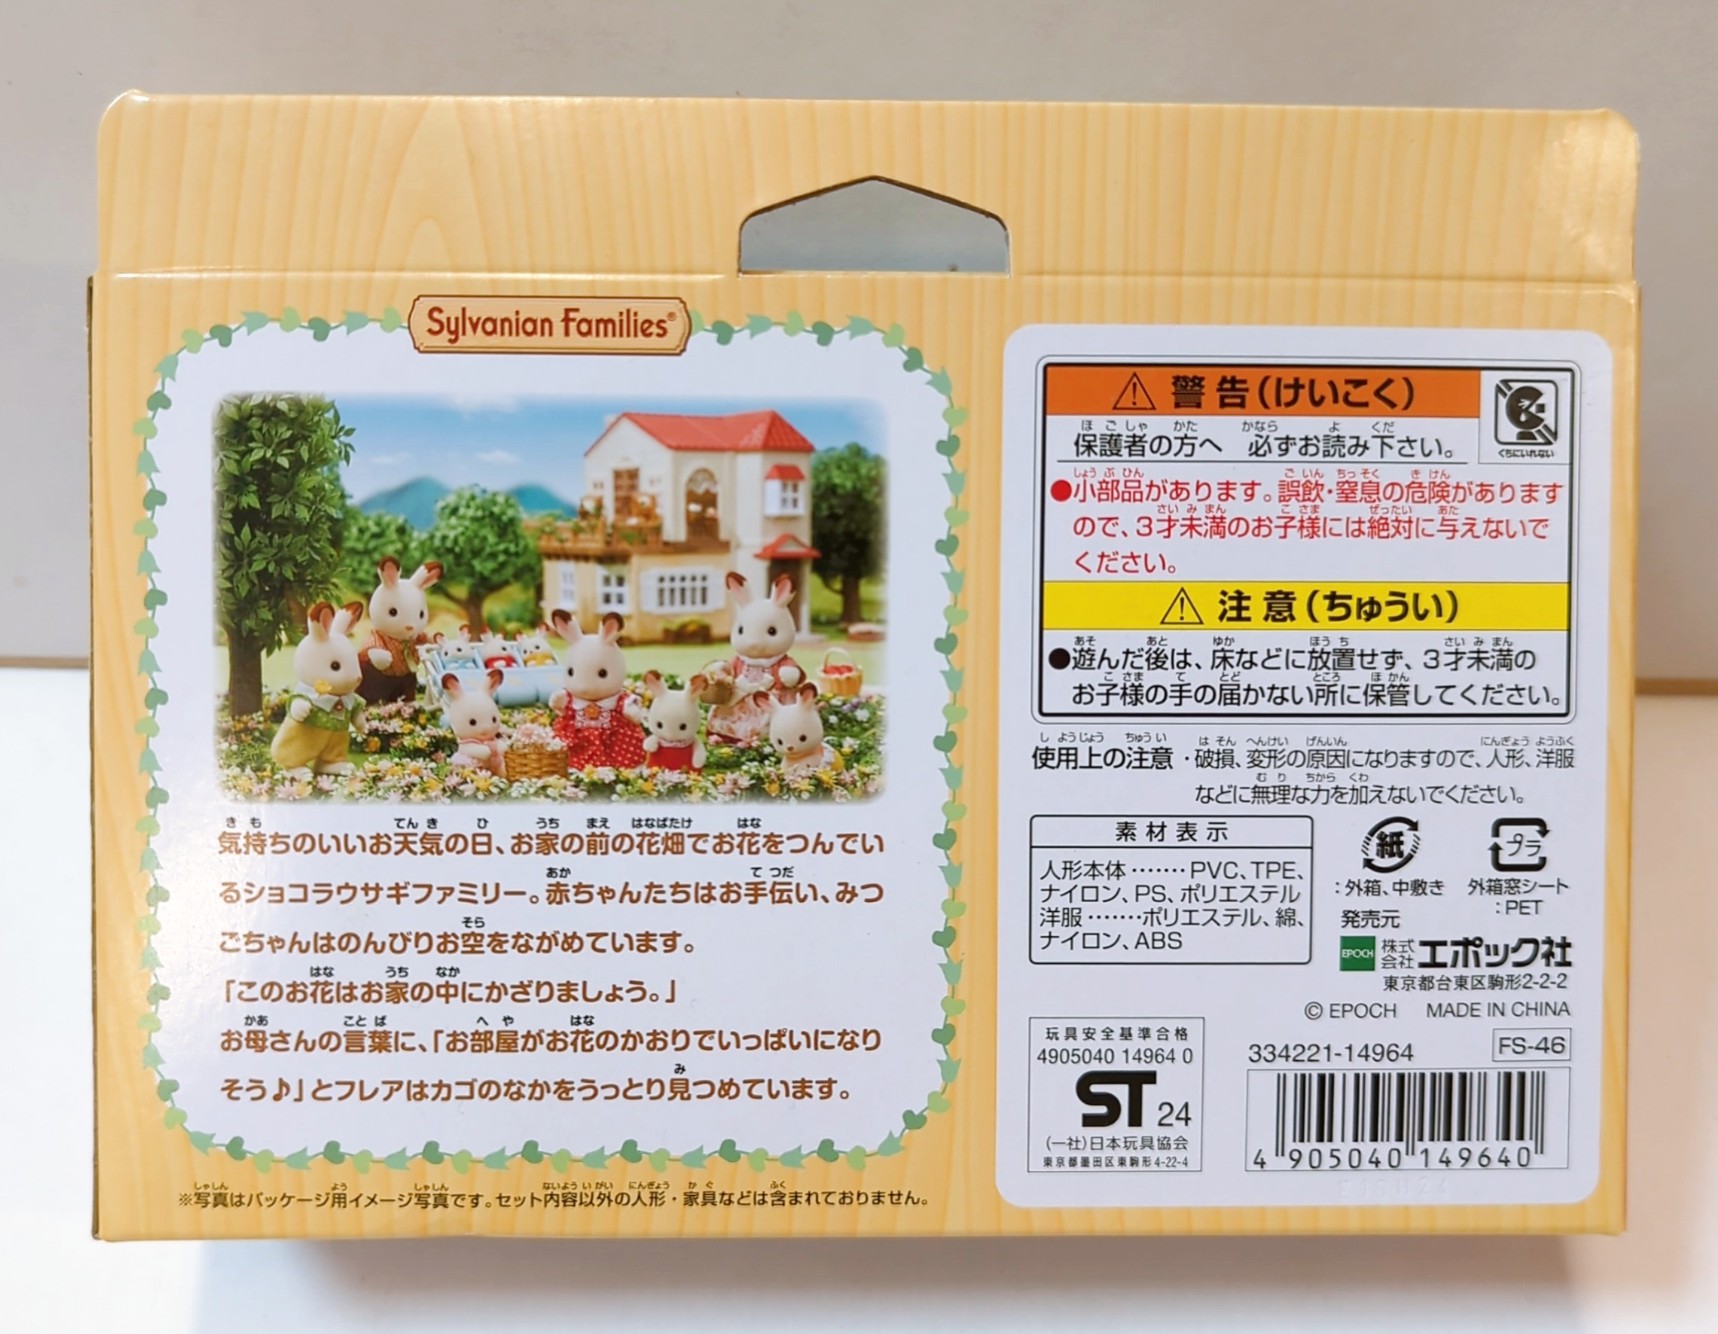 Sylvanian Families®
気持ちのいいお天気の日、お家の前の花畑でお花をつんでい
るショコラウサギファミリー。赤ちゃんたちはお手伝い、みつ
ごちゃんはのんびりお空をながめています。
「このお花はお家の中にかざりましょう。」
お母さんの言葉に、「お部屋がお花のかおりでいっぱいになり
そう♪」とフレアはカゴのなかをうっとり見つめています。
※写真はパッケージ用イメージ写真です。セット内容以外の人形・家具などは含まれておりません。
警告(けいこく)
くちにいれない
保護者の方へ 必ずお読み下さい。
●小部品があります。誤飲・窒息の危険があります
ので、3才未満のお子様には絶対に与えないで
ください。
注意(ちゅうい)
●遊んだ後は、床などに放置せず、3才未満の
お子様の手の届かない所に保管してください。
使用上の注意 ・破損、変形の原因になりますので、人形、洋服
などに無理な力を加えないでください。
素材表示
人形本体……PVC、TPE、
ナイロン、PS、ポリエステル
洋服……ポリエステル、綿、
ナイロン、ABS
紙
:外箱、中敷き
プラ
外箱窓シート
:PET
発売元
EPOCH 株式会社エポック社
東京都台東区駒形2-2-2
© EPOCH MADE IN CHINA
玩具安全基準合格
4905040 14964 0
ST 24
(一社)日本玩具協会
東京都墨田区東駒形4-22-4
334221-14964 FS-46
4 905040 149640